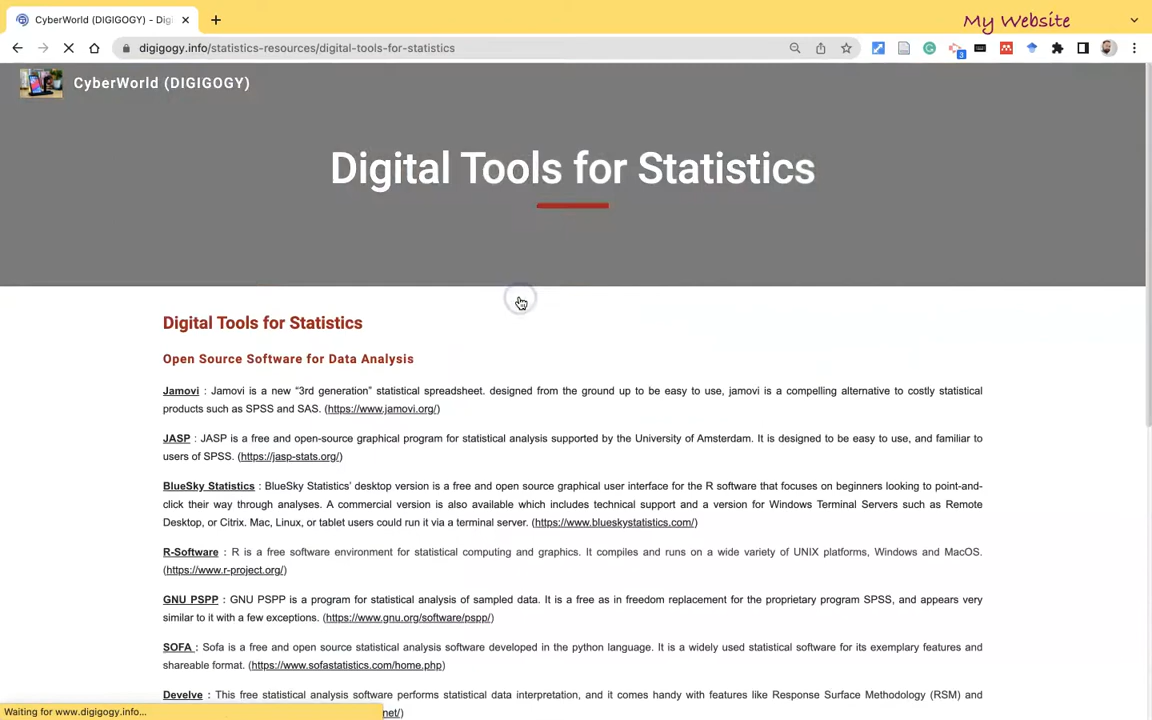 CyberWorld (DIGIGOGY) - Digi
My Website
digigogy.info/statistics-resources/digital-tools-for-statistics
3
CyberWorld (DIGIGOGY)
Digital Tools for Statistics
Digital Tools for Statistics
Open Source Software for Data Analysis
Jamovi : Jamovi is a new “3rd generation” statistical spreadsheet. designed from the ground up to be easy to use, jamovi is a compelling alternative to costly statistical
products such as SPSS and SAS. (https://www.jamovi.org/)
JASP : JASP is a free and open-source graphical program for statistical analysis supported by the University of Amsterdam. It is designed to be easy to use, and familiar to
users of SPSS. (https://jasp-stats.org/)
BlueSky Statistics : BlueSky Statistics’ desktop version is a free and open source graphical user interface for the R software that focuses on beginners looking to point-and-
click their way through analyses. A commercial version is also available which includes technical support and a version for Windows Terminal Servers such as Remote
Desktop, or Citrix. Mac, Linux, or tablet users could run it via a terminal server. (https://www.blueskystatistics.com/)
R-Software : R is a free software environment for statistical computing and graphics. It compiles and runs on a wide variety of UNIX platforms, Windows and MacOS.
(https://www.r-project.org/)
GNU PSPP : GNU PSPP is a program for statistical analysis of sampled data. It is a free as in freedom replacement for the proprietary program SPSS, and appears very
similar to it with a few exceptions. (https://www.gnu.org/software/pspp/)
SOFA : Sofa is a free and open source statistical analysis software developed in the python language. It is a widely used statistical software for its exemplary features and
shareable format. (https://www.sofastatistics.com/home.php)
Develve : This free statistical analysis software performs statistical data interpretation, and it comes handy with features like Response Surface Methodology (RSM) and
net/)
Waiting for www.digigogy.info...